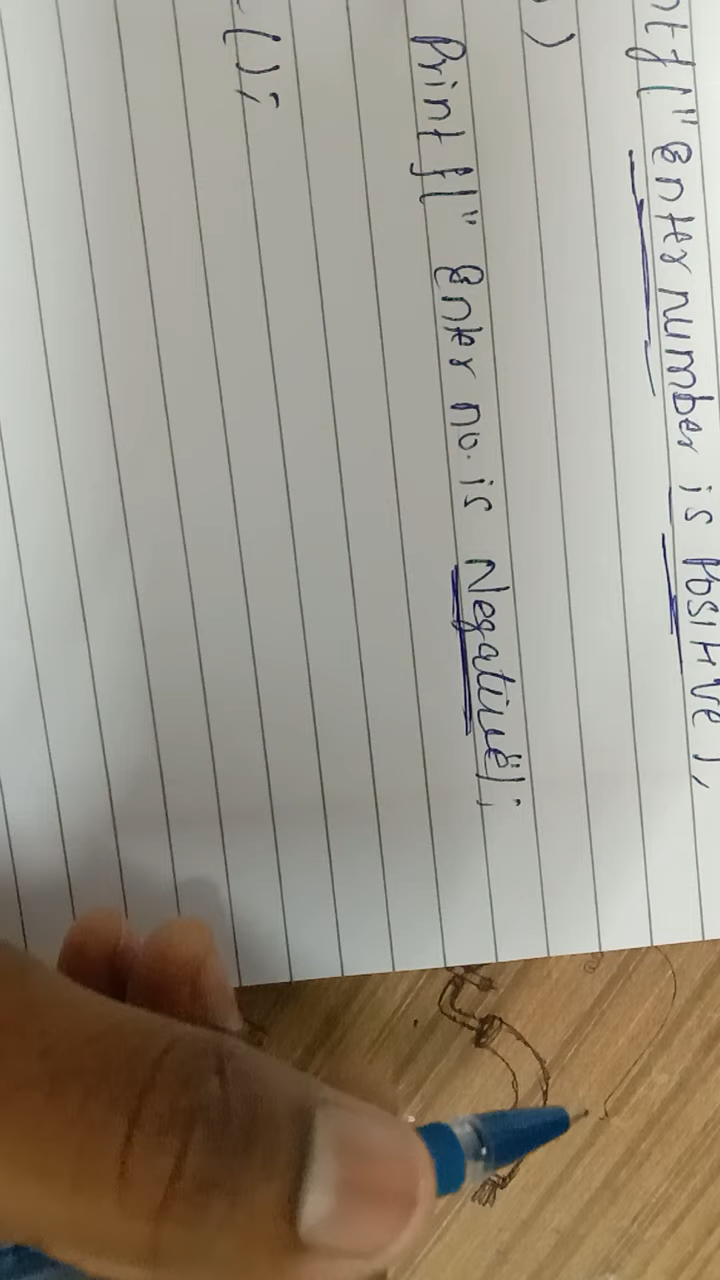 ntf(" Enter number is Positive),
)
Printf(" Enter no. is Negative");
();